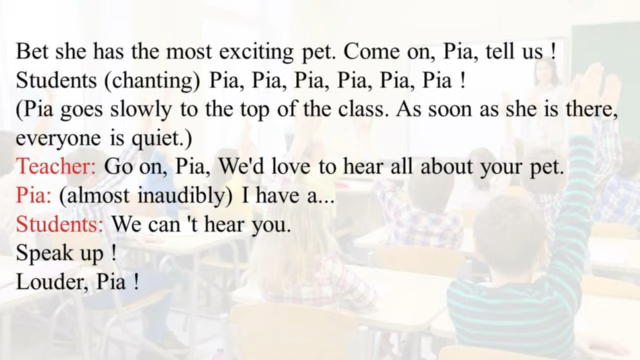 Bet she has the most exciting pet. Come on, Pia, tell us !
Students (chanting) Pia, Pia, Pia, Pia, Pia, Pia !
(Pia goes slowly to the top of the class. As soon as she is there,
everyone is quiet.)
Teacher: Go on, Pia, We'd love to hear all about your pet.
Pia: (almost inaudibly) I have a...
Students: We can 't hear you.
Speak up !
Louder, Pia !